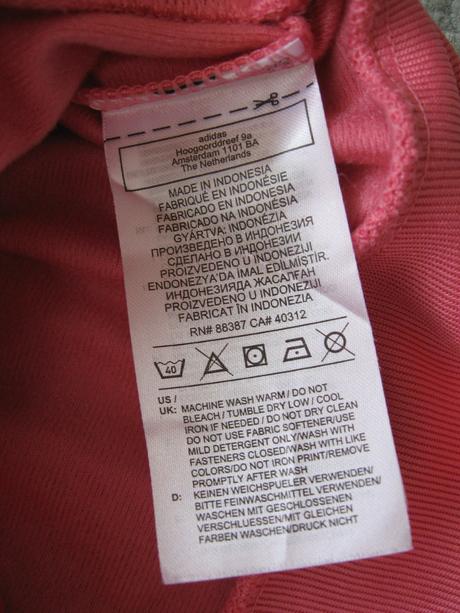 adidas
Hoogoorddreef 9a
Amsterdam 1101 BA
The Netherlands
MADE IN INDONESIA
FABRIQUÉ EN INDONÉSIE
FABRICADO EN INDONESIA
FABRICADO NA INDONÉSIA
GYÁRTVA: INDONÉZIA
ПРОИЗВЕДЕНО В ИНДОНЕЗИЯ
СДЕЛАНО В ИНДОНЕЗИИ
PROIZVEDENO U INDONEZIJI
ENDONEZYA'DA IMAL EDİLMİŞTİR.
ИНДОНЕЗИЯДА ЖАСАЛҒАН
PROIZVEDENO U INDONEZIJI
FABRICAT ÎN INDONEZIA
RN# 88387 CA# 40312
40
US /
UK: MACHINE WASH WARM / DO NOT
BLEACH / TUMBLE DRY LOW / COOL
IRON IF NEEDED / DO NOT DRY CLEAN
DO NOT USE FABRIC SOFTENER/USE
MILD DETERGENT ONLY/WASH WITH
FASTENERS CLOSED/WASH WITH LIKE
COLORS/DO NOT IRON PRINT/REMOVE
PROMPTLY AFTER WASH
D: KEINEN WEICHSPUELER VERWENDEN/
BITTE FEINWASCHMITTEL VERWENDEN/
WASCHEN MIT GESCHLOSSENEN
VERSCHLUESSEN/MIT GLEICHEN
FARBEN WASCHEN/DRUCK NICHT